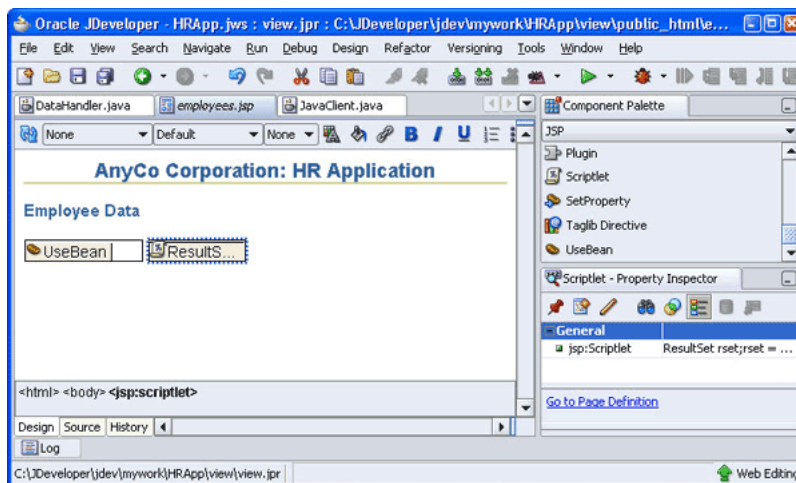 Oracle JDeveloper - HRApp.jws : view.jpr : C:\JDeveloper\jdev\mywork\HRApp\view\public_html\e...
File Edit View Search Navigate Run Debug Design Refactor Versioning Tools Window Help
DataHandler.java employees.jsp JavaClient.java
Component Palette
None Default None B I U
JSP
Plugin
Scriptlet
SetProperty
Taglib Directive
UseBean
AnyCo Corporation: HR Application
Employee Data
UseBean ResultS...
Scriptlet - Property Inspector
General
jsp:Scriptlet ResultSet rset;rset = ...
Go to Page Definition
<html> <body> <jsp:scriptlet>
Design Source History
Log
C:\JDeveloper\jdev\mywork\HRApp\view\view.jpr
Web Editing